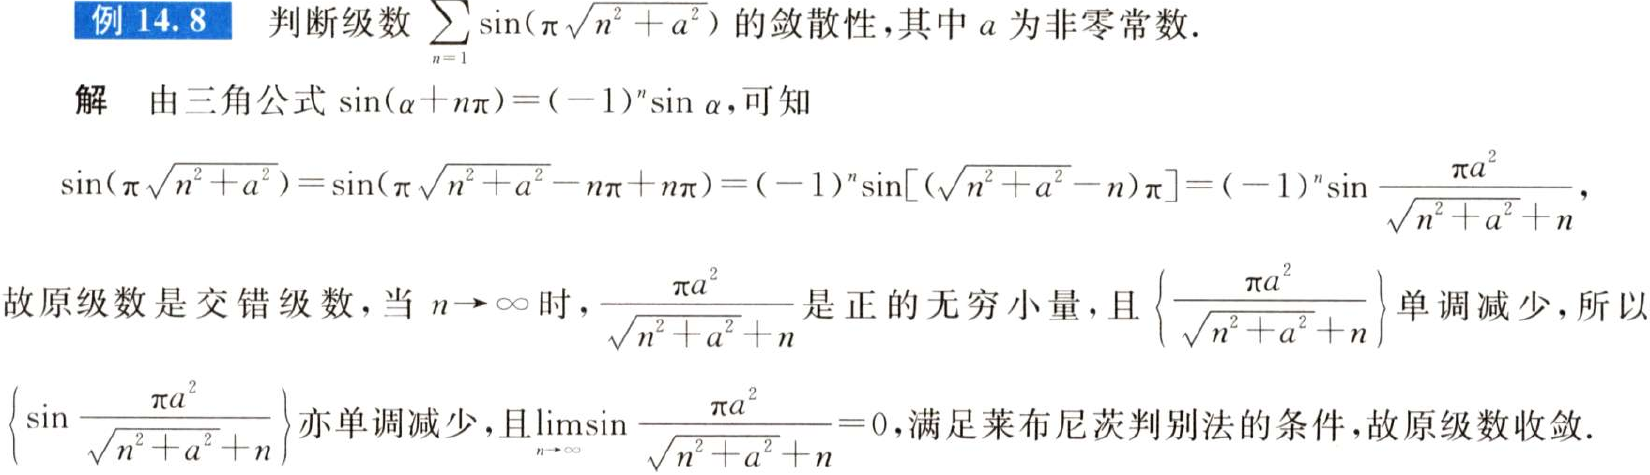 例 14.8 判断级数 $\sum_{n=1} \sin(\pi\sqrt{n^2+a^2})$ 的敛散性,其中 a 为非零常数.
解 由三角公式 $\sin(\alpha+n\pi)=(-1)^n\sin\alpha$,可知
$\sin(\pi\sqrt{n^2+a^2})=\sin(\pi\sqrt{n^2+a^2}-n\pi+n\pi)=(-1)^n\sin[(\sqrt{n^2+a^2}-n)\pi]=(-1)^n\sin\frac{\pi a^2}{\sqrt{n^2+a^2}+n}$,
故原级数是交错级数,当 $n\to\infty$ 时,$\frac{\pi a^2}{\sqrt{n^2+a^2}+n}$ 是正的无穷小量,且 $\left\{\frac{\pi a^2}{\sqrt{n^2+a^2}+n}\right\}$ 单调减少,所以
$\left\{\sin\frac{\pi a^2}{\sqrt{n^2+a^2}+n}\right\}$ 亦单调减少,且 $\lim_{n\to\infty}\sin\frac{\pi a^2}{\sqrt{n^2+a^2}+n}=0$,满足莱布尼茨判别法的条件,故原级数收敛.